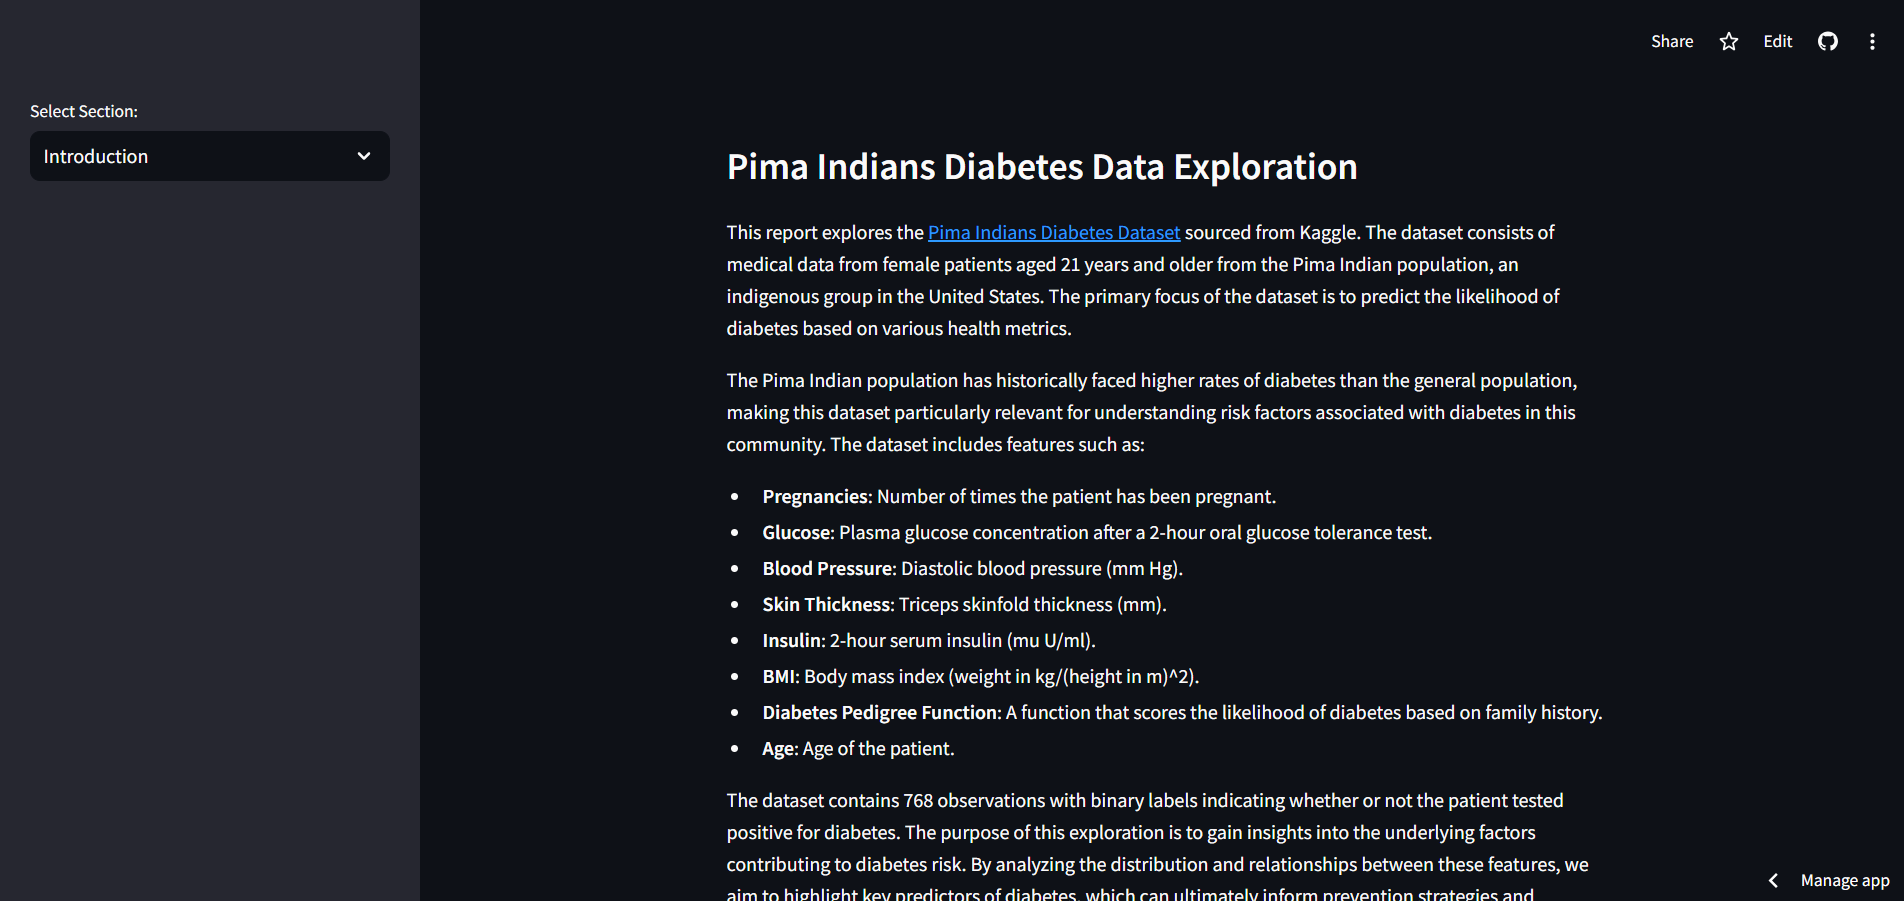 Share
Edit
Select Section:
Introduction
Pima Indians Diabetes Data Exploration
This report explores the Pima Indians Diabetes Dataset sourced from Kaggle. The dataset consists of
medical data from female patients aged 21 years and older from the Pima Indian population, an
indigenous group in the United States. The primary focus of the dataset is to predict the likelihood of
diabetes based on various health metrics.
The Pima Indian population has historically faced higher rates of diabetes than the general population,
making this dataset particularly relevant for understanding risk factors associated with diabetes in this
community. The dataset includes features such as:
• Pregnancies: Number of times the patient has been pregnant.
• Glucose: Plasma glucose concentration after a 2-hour oral glucose tolerance test.
• Blood Pressure: Diastolic blood pressure (mm Hg).
• Skin Thickness: Triceps skinfold thickness (mm).
• Insulin: 2-hour serum insulin (mu U/ml).
• BMI: Body mass index (weight in kg/(height in m)^2).
• Diabetes Pedigree Function: A function that scores the likelihood of diabetes based on family history.
• Age: Age of the patient.
The dataset contains 768 observations with binary labels indicating whether or not the patient tested
positive for diabetes. The purpose of this exploration is to gain insights into the underlying factors
contributing to diabetes risk. By analyzing the distribution and relationships between these features, we
aim to highlight key predictors of diabetes, which can ultimately inform prevention strategies and
Manage app